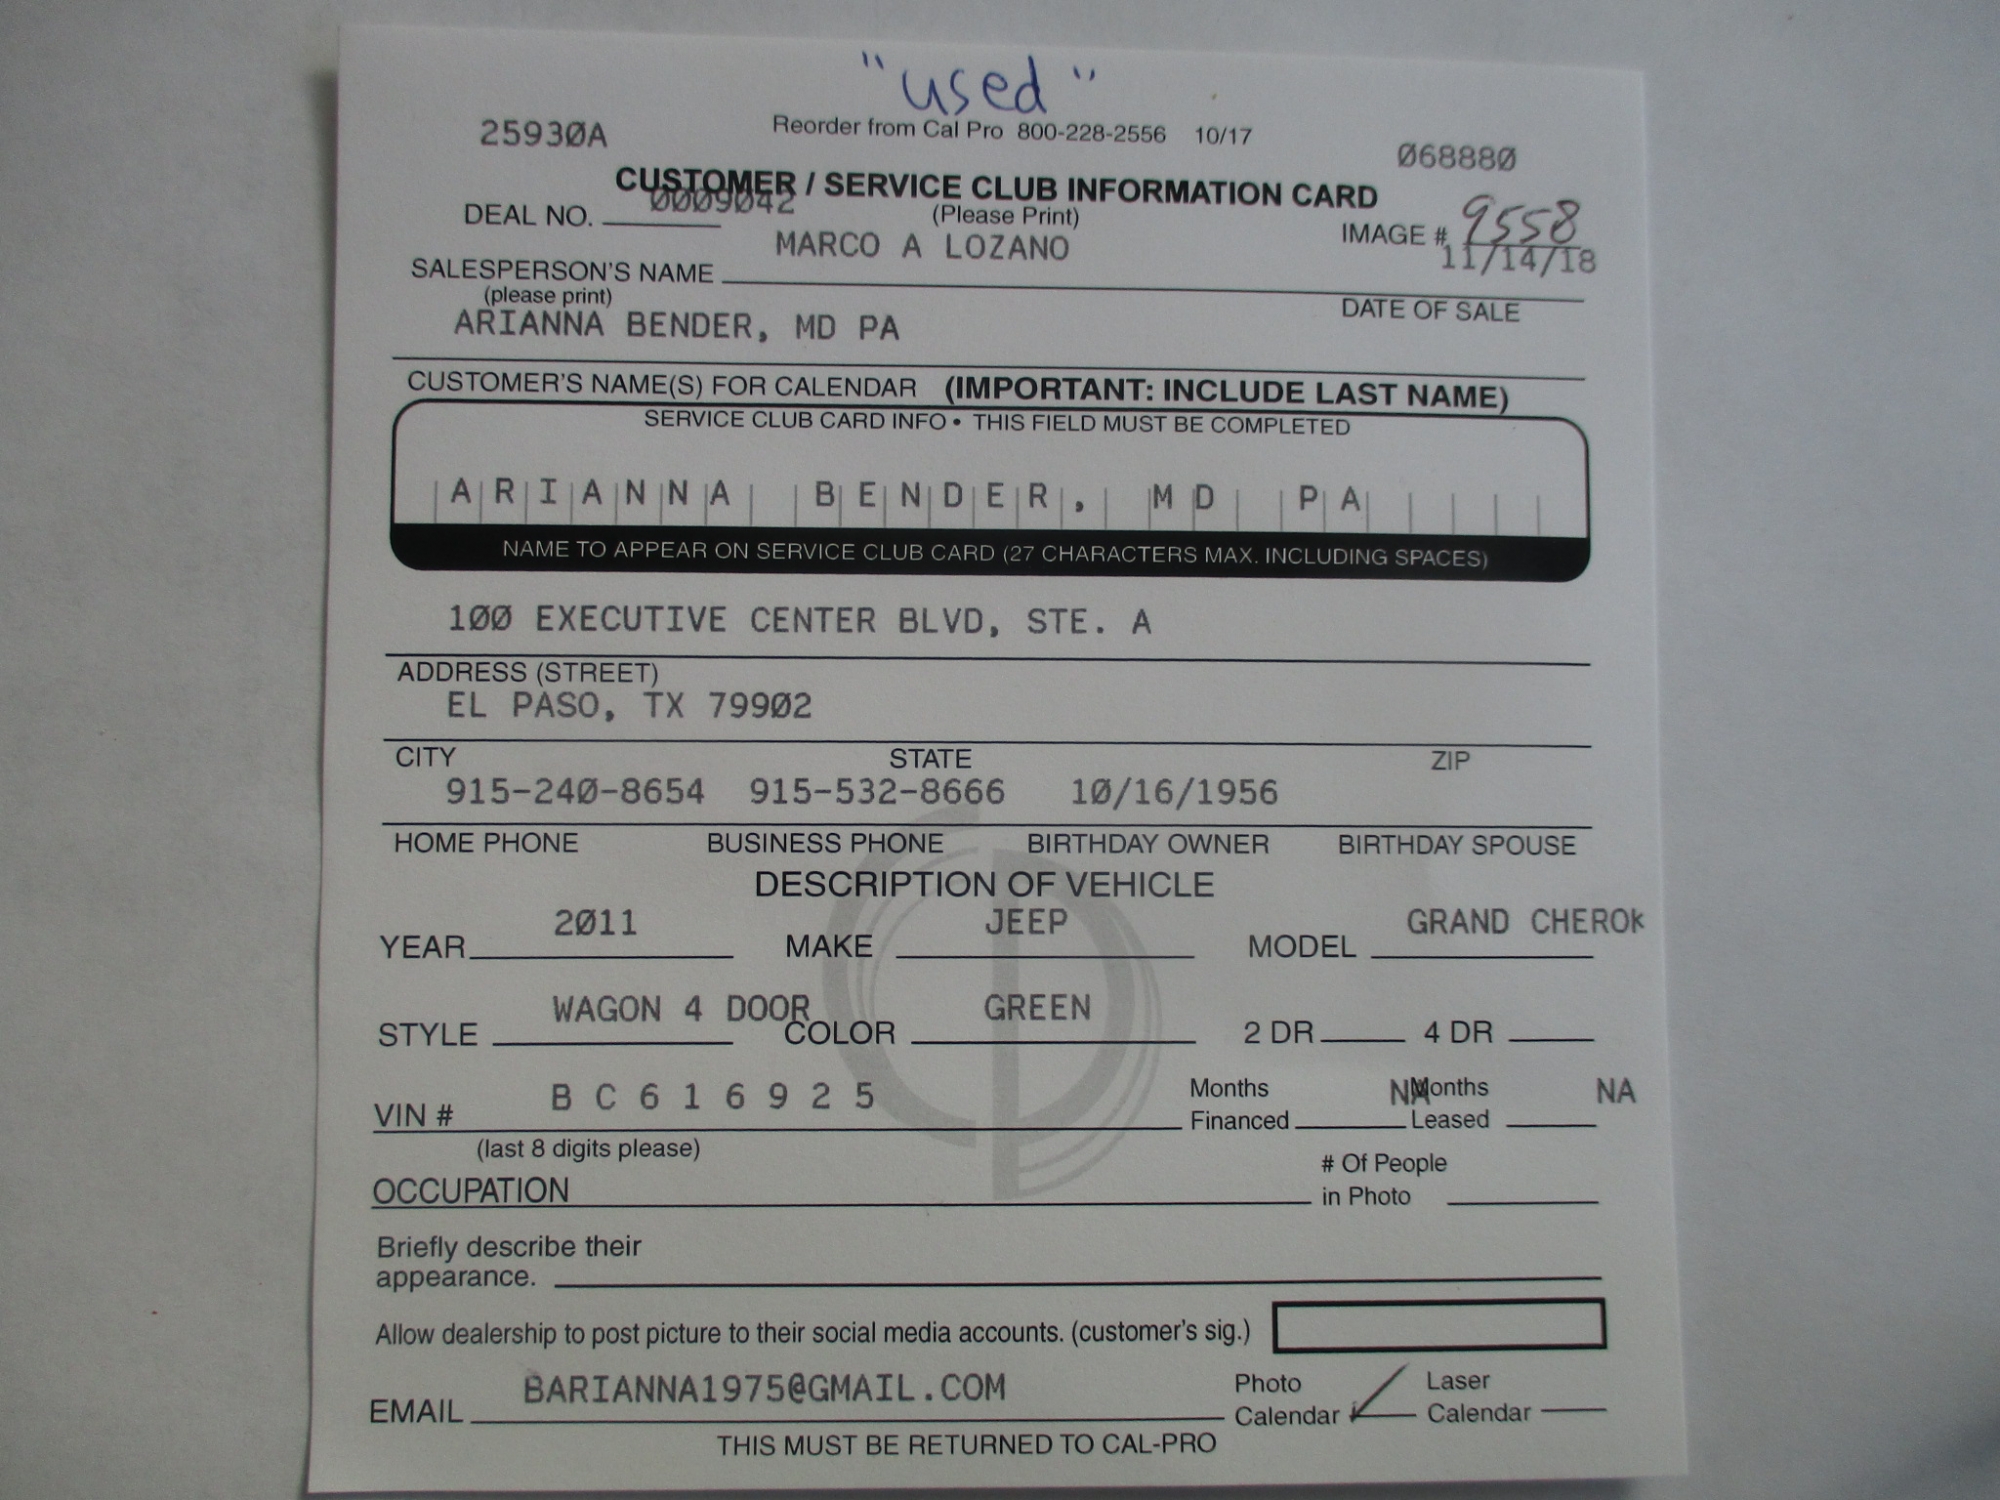 "used"
25930A Reorder from Cal Pro 800-228-2556 10/17 068880
CUSTOMER / SERVICE CLUB INFORMATION CARD
DEAL NO. 0009042 (Please Print) IMAGE # 9558
MARCO A LOZANO 11/14/18
SALESPERSON'S NAME
(please print) DATE OF SALE
ARIANNA BENDER, MD PA
CUSTOMER'S NAME(S) FOR CALENDAR (IMPORTANT: INCLUDE LAST NAME)
SERVICE CLUB CARD INFO • THIS FIELD MUST BE COMPLETED
ARIANNA BENDER, MD PA
NAME TO APPEAR ON SERVICE CLUB CARD (27 CHARACTERS MAX. INCLUDING SPACES)
100 EXECUTIVE CENTER BLVD, STE. A
ADDRESS (STREET)
EL PASO, TX 79902
CITY STATE ZIP
915-240-8654 915-532-8666 10/16/1956
HOME PHONE BUSINESS PHONE BIRTHDAY OWNER BIRTHDAY SPOUSE
DESCRIPTION OF VEHICLE
YEAR 2011 MAKE JEEP MODEL GRAND CHEROK
STYLE WAGON 4 DOOR COLOR GREEN 2 DR 4 DR
VIN # B C 6 1 6 9 2 5 Months Financed NA Months Leased NA
(last 8 digits please)
OCCUPATION # Of People in Photo
Briefly describe their
appearance.
Allow dealership to post picture to their social media accounts. (customer's sig.)
EMAIL BARIANNA1975@GMAIL.COM Photo Calendar ✓ Laser Calendar
THIS MUST BE RETURNED TO CAL-PRO